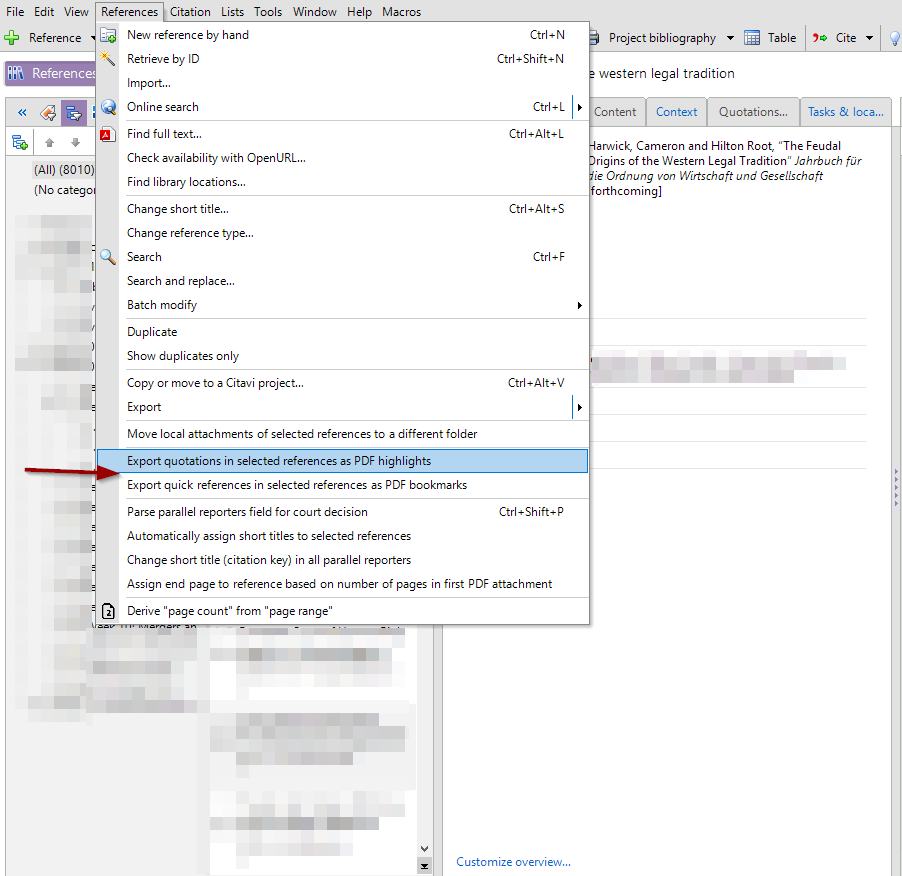 File Edit View References Citation Lists Tools Window Help Macros
Reference
Project bibliography
Table
Cite
References
e western legal tradition
Content
Context
Quotations...
Tasks & loca...
New reference by hand Ctrl+N
Retrieve by ID Ctrl+Shift+N
Import...
Online search Ctrl+L
Find full text... Ctrl+Alt+L
Check availability with OpenURL...
Find library locations...
Change short title... Ctrl+Alt+S
Change reference type...
Search Ctrl+F
Search and replace...
Batch modify
Duplicate
Show duplicates only
Copy or move to a Citavi project... Ctrl+Alt+V
Export
Move local attachments of selected references to a different folder
Export quotations in selected references as PDF highlights
Export quick references in selected references as PDF bookmarks
Parse parallel reporters field for court decision Ctrl+Shift+P
Automatically assign short titles to selected references
Change short title (citation key) in all parallel reporters
Assign end page to reference based on number of pages in first PDF attachment
2 Derive "page count" from "page range"
(All) (8010)
(No categor
Harwick, Cameron and Hilton Root, “The Feudal
Origins of the Western Legal Tradition” Jahrbuch für
die Ordnung von Wirtschaft und Gesellschaft
forthcoming]
Customize overview...